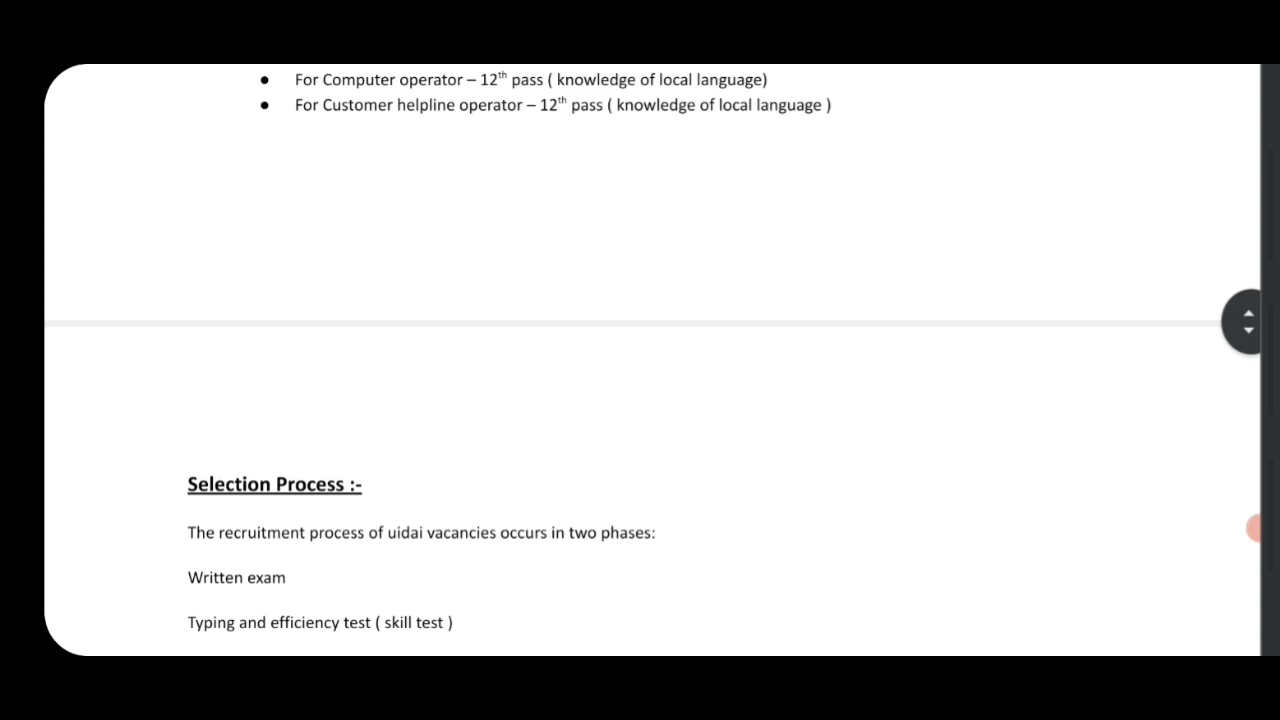 ● For Computer operator – 12th pass ( knowledge of local language)
● For Customer helpline operator – 12th pass ( knowledge of local language )
Selection Process :-
The recruitment process of uidai vacancies occurs in two phases:
Written exam
Typing and efficiency test ( skill test )